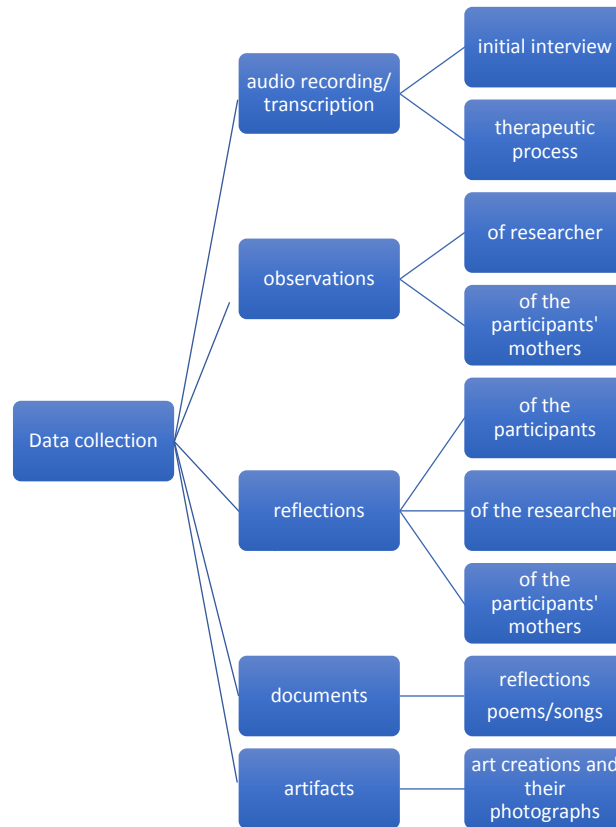 Data collection
audio recording/
transcription
initial interview
therapeutic
process
observations
of researcher
of the
participants'
mothers
reflections
of the
participants
of the researcher
of the
participants'
mothers
documents
reflections
poems/songs
artifacts
art creations and
their
photographs